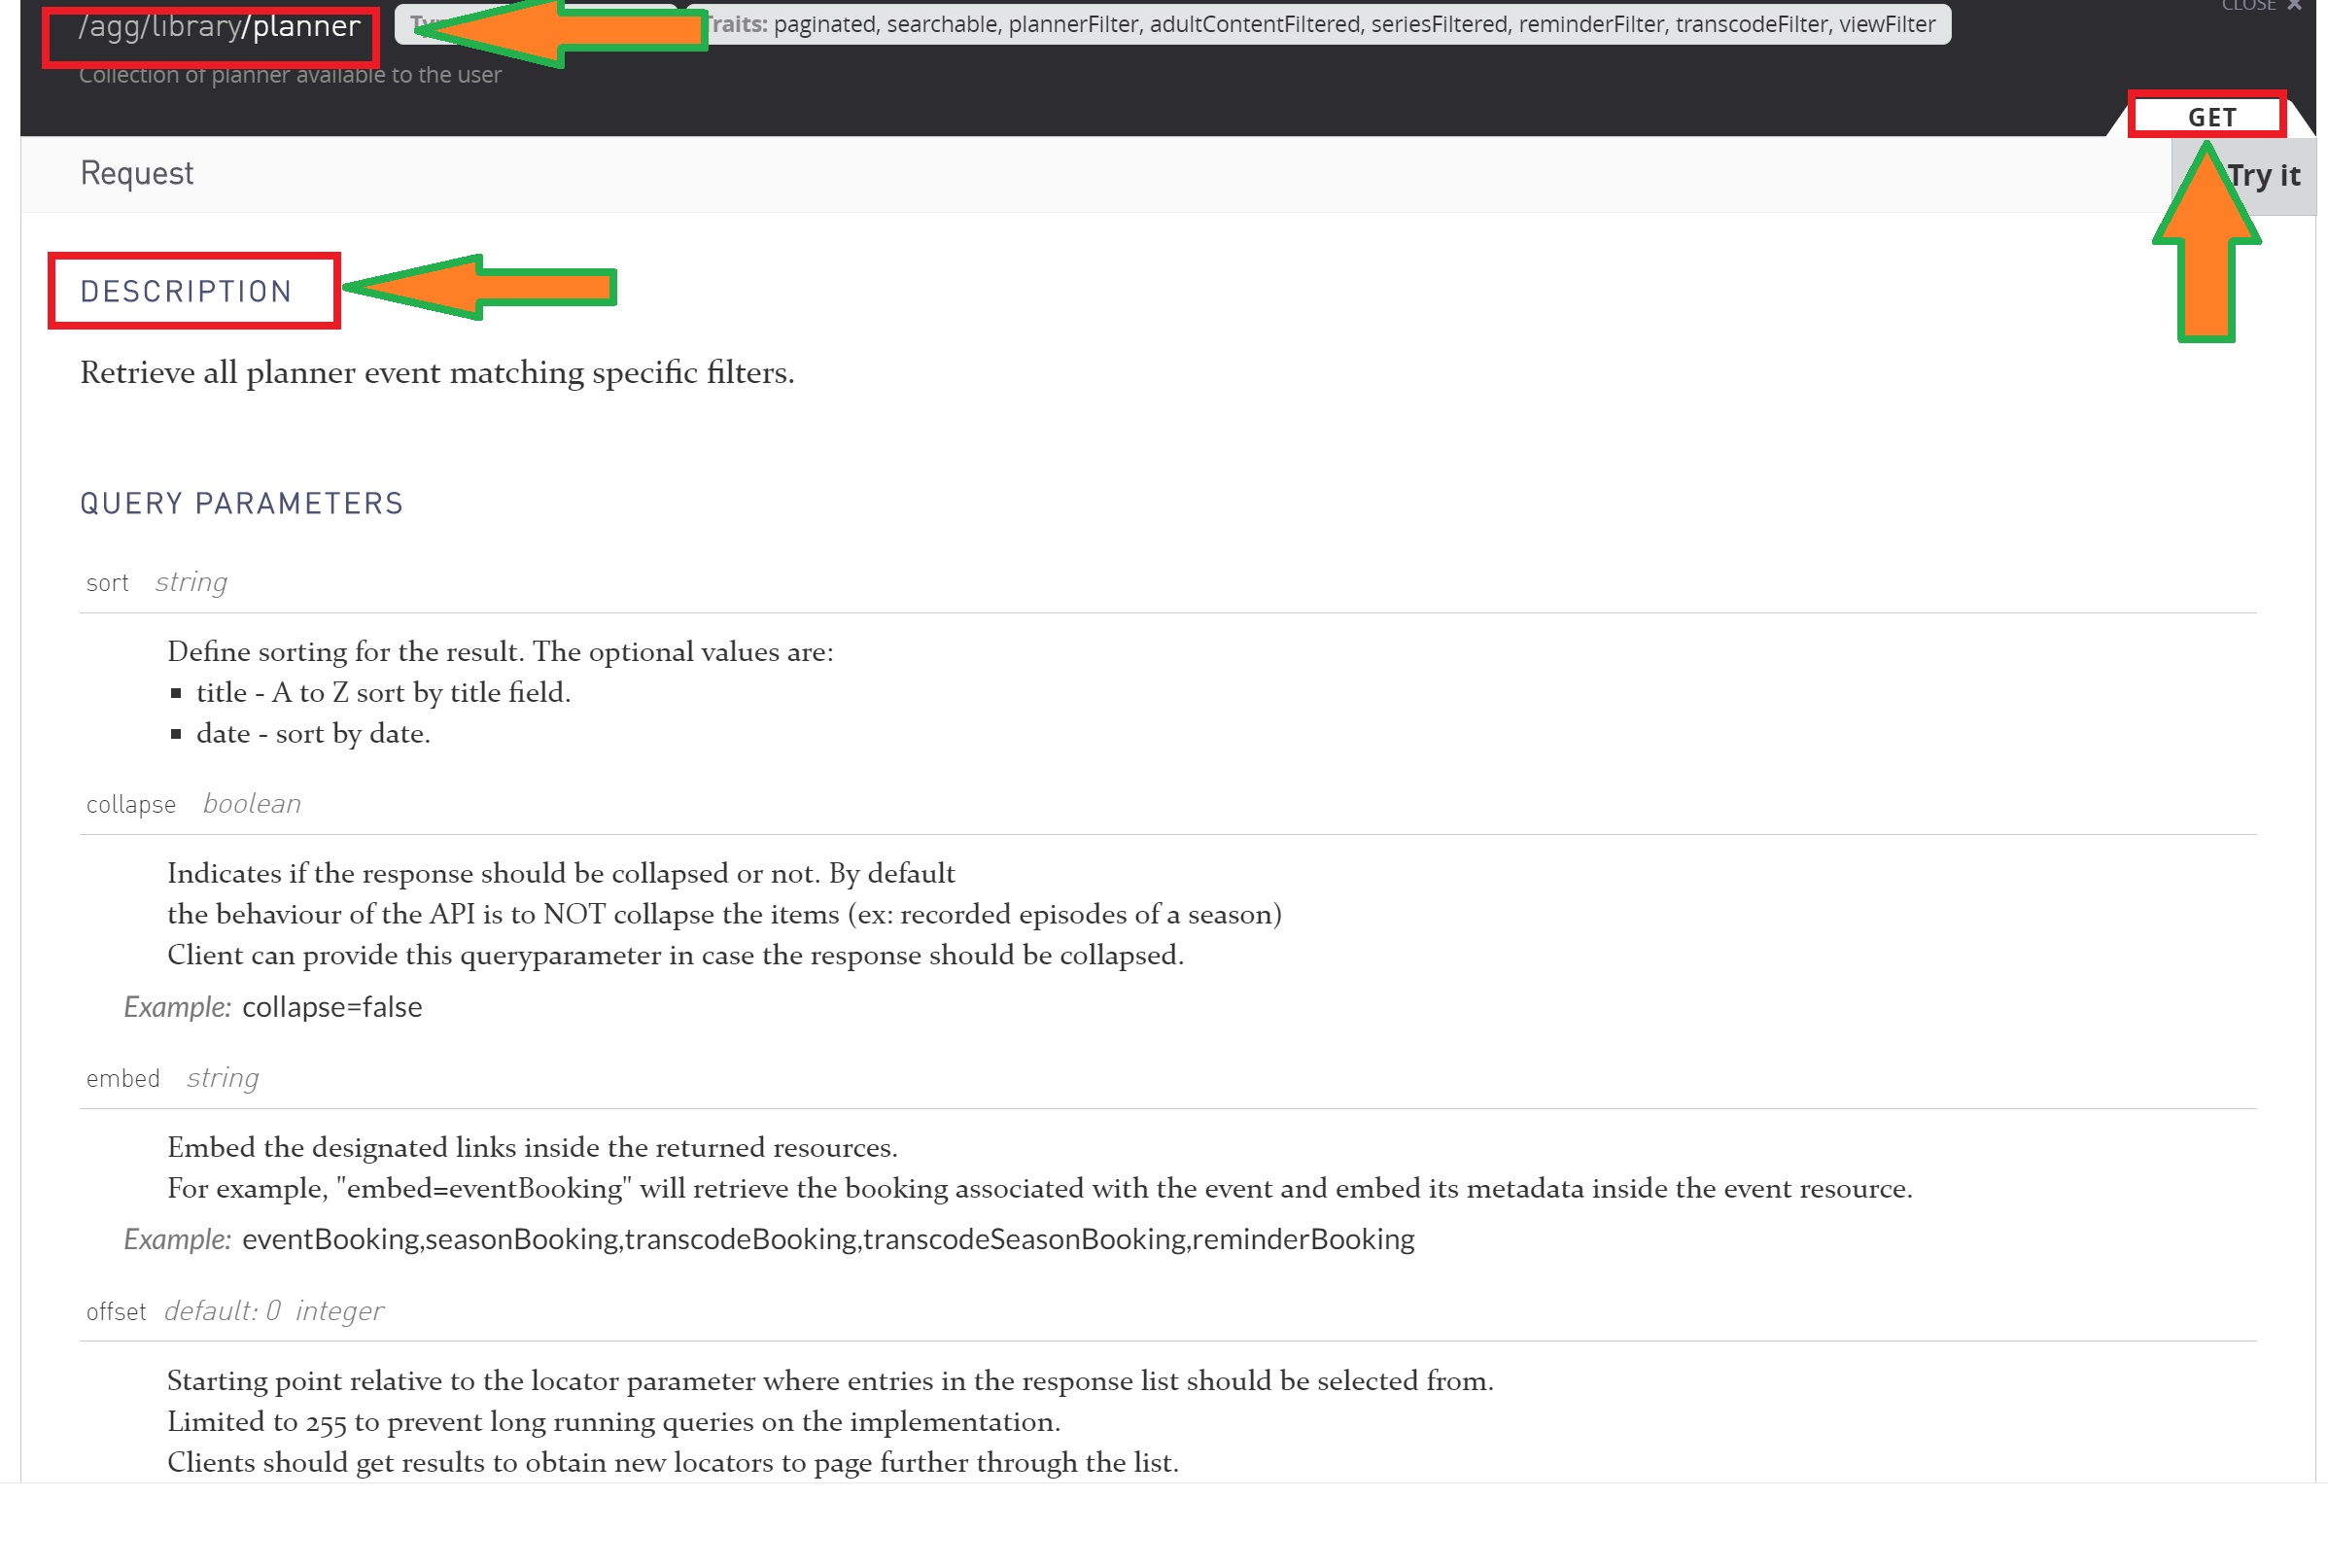 CLOSE ✕
/agg/library/planner Traits: paginated, searchable, plannerFilter, adultContentFiltered, seriesFiltered, reminderFilter, transcodeFilter, viewFilter
Collection of planner available to the user
GET
Request
Try it
DESCRIPTION
Retrieve all planner event matching specific filters.
QUERY PARAMETERS
sort string
Define sorting for the result. The optional values are:
▪ title - A to Z sort by title field.
▪ date - sort by date.
collapse boolean
Indicates if the response should be collapsed or not. By default
the behaviour of the API is to NOT collapse the items (ex: recorded episodes of a season)
Client can provide this queryparameter in case the response should be collapsed.
Example: collapse=false
embed string
Embed the designated links inside the returned resources.
For example, "embed=eventBooking" will retrieve the booking associated with the event and embed its metadata inside the event resource.
Example: eventBooking,seasonBooking,transcodeBooking,transcodeSeasonBooking,reminderBooking
offset default: 0 integer
Starting point relative to the locator parameter where entries in the response list should be selected from.
Limited to 255 to prevent long running queries on the implementation.
Clients should get results to obtain new locators to page further through the list.